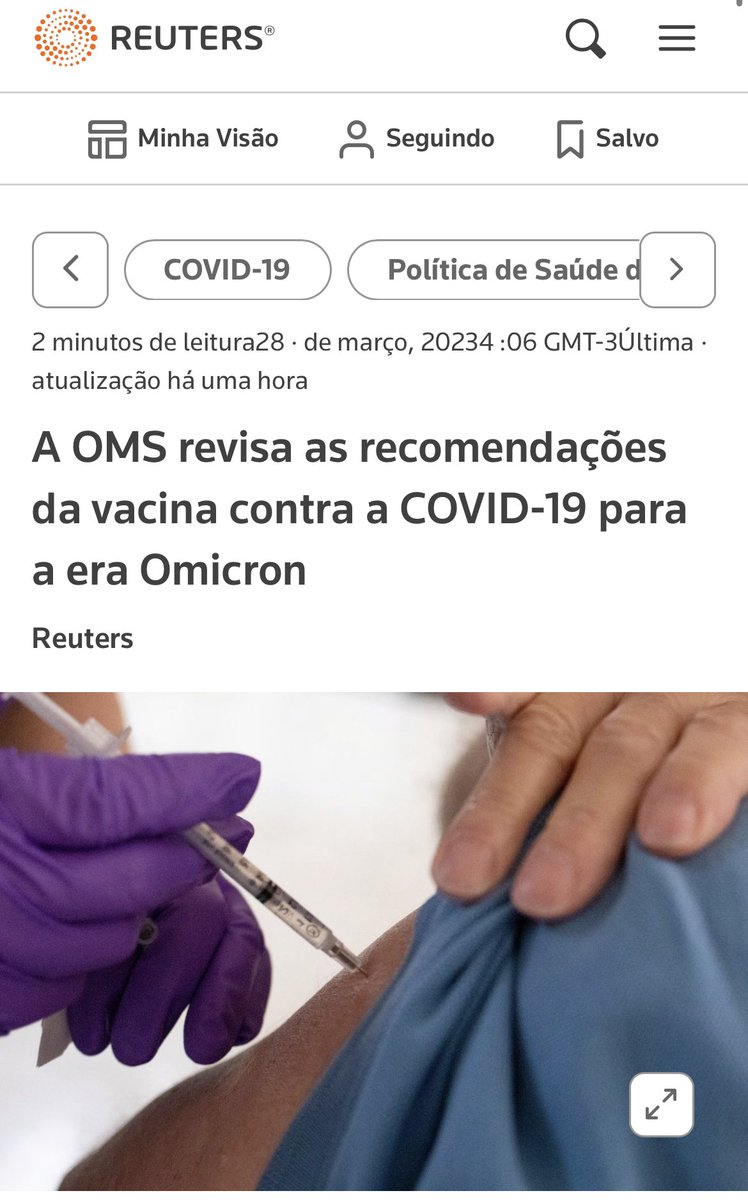 REUTERS®
Minha Visão
Seguindo
Salvo
COVID-19
Política de Saúde d
2 minutos de leitura28 · de março, 20234 :06 GMT-3Última ·
atualização há uma hora
A OMS revisa as recomendações
da vacina contra a COVID-19 para
a era Omicron
Reuters